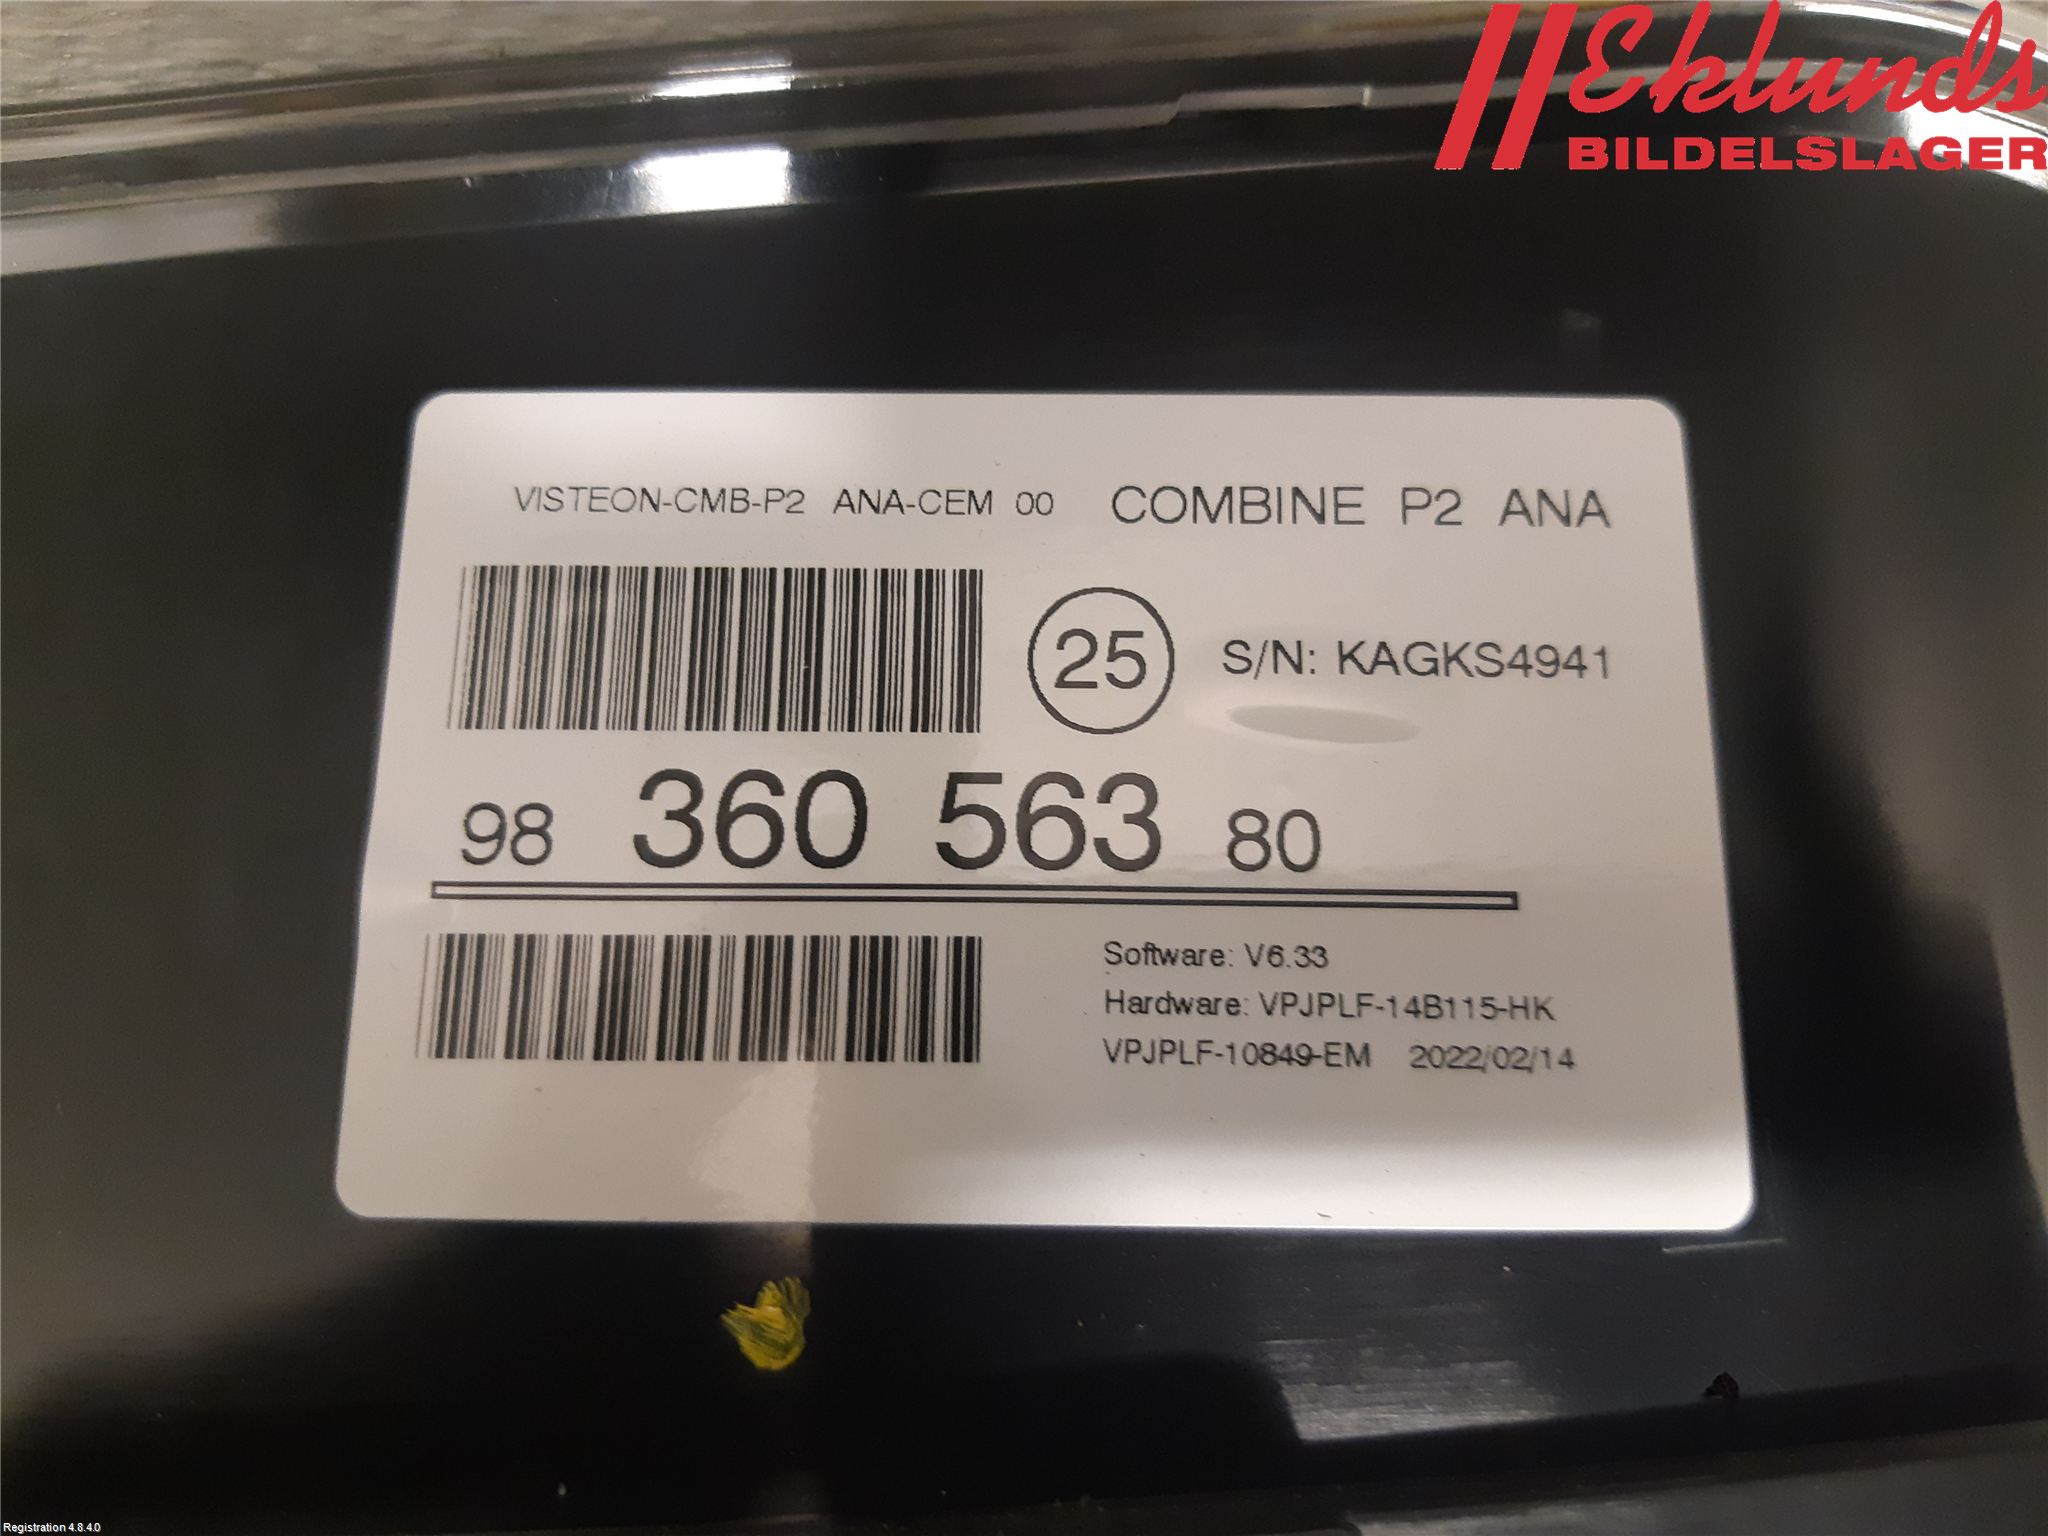 Eklunds
BILDELSLAGER
VISTEON-CMB-P2 ANA-CEM 00 COMBINE P2 ANA
25 S/N: KAGKS4941
98 360 563 80
Software: V6.33
Hardware: VPJPLF-14B115-HK
VPJPLF-10849-EM 2022/02/14
Registration 4.8.4.0